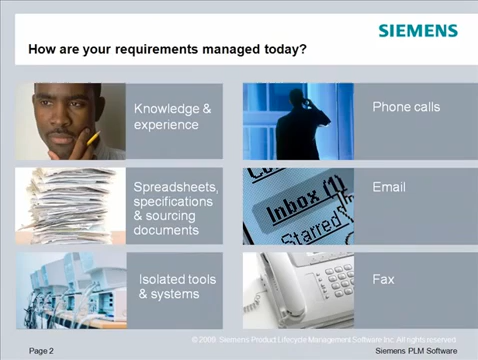 SIEMENS
How are your requirements managed today?
Knowledge &
experience
Phone calls
Spreadsheets,
specifications
& sourcing
documents
Inbox (1)
Starred
Email
Isolated tools
& systems
Fax
© 2009. Siemens Product Lifecycle Management Software Inc. All rights reserved.
Page 2
Siemens PLM Software